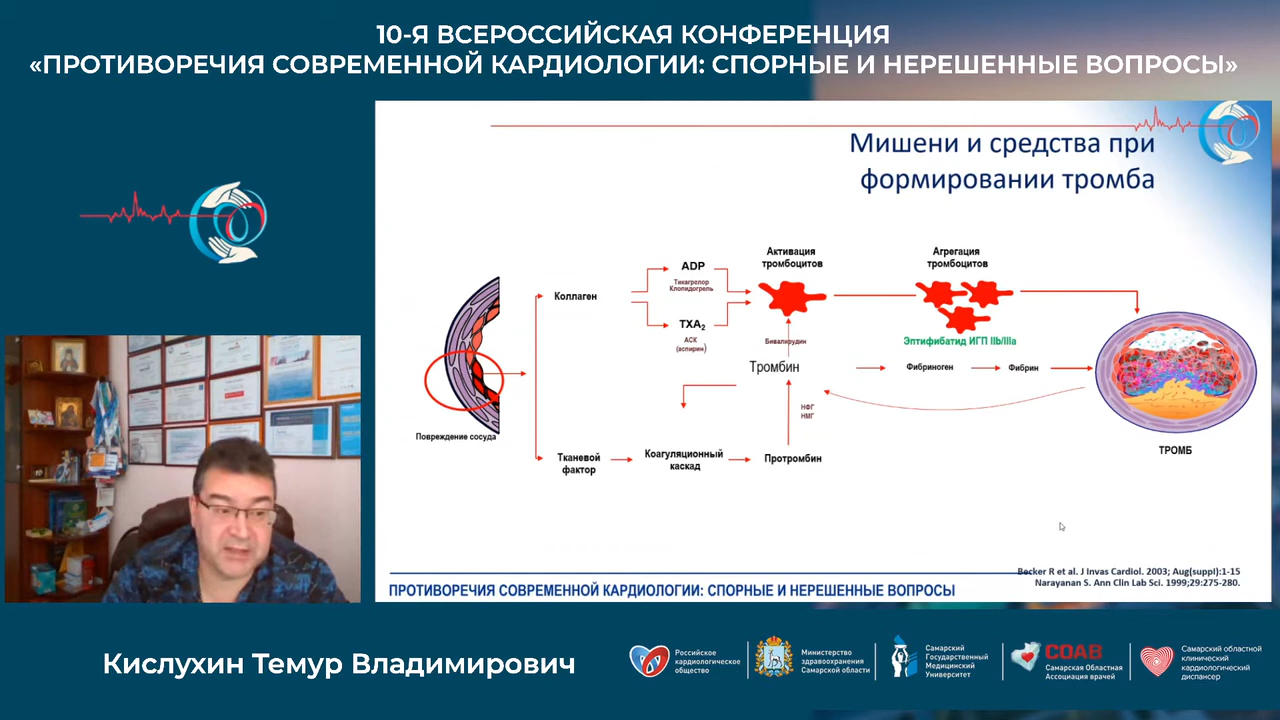 10-Я ВСЕРОССИЙСКАЯ КОНФЕРЕНЦИЯ
«ПРОТИВОРЕЧИЯ СОВРЕМЕННОЙ КАРДИОЛОГИИ: СПОРНЫЕ И НЕРЕШЕННЫЕ ВОПРОСЫ»
Мишени и средства при
формировании тромба
Активация
тромбоцитов
Агрегация
тромбоцитов
ADP
Тикагрелор
Клопидогрель
Коллаген
TXA₂
АСК
(аспирин)
Бивалирудин
Эптифибатид ИГП IIb/IIIa
Тромбин
Фибриноген
Фибрин
НФГ
НМГ
Повреждение сосуда
ТРОМБ
Тканевой
фактор
Коагуляционный
каскад
Протромбин
Becker R et al. J Invas Cardiol. 2003; Aug(suppl):1-15
Narayanan S. Ann Clin Lab Sci. 1999;29:275-280.
ПРОТИВОРЕЧИЯ СОВРЕМЕННОЙ КАРДИОЛОГИИ: СПОРНЫЕ И НЕРЕШЕННЫЕ ВОПРОСЫ
Кислухин Темур Владимирович
Российское
кардиологическое
общество
Министерство
здравоохранения
Самарской области
Самарский
Государственный
Медицинский
Университет
СОАВ
Самарская Областная
Ассоциация врачей
Самарский областной
клинический
кардиологический
диспансер